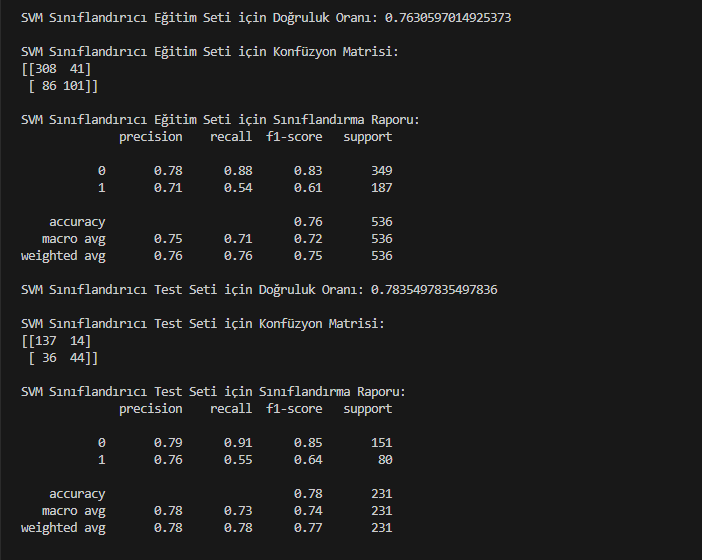 SVM Sınıflandırıcı Eğitim Seti için Doğruluk Oranı: 0.7630597014925373
SVM Sınıflandırıcı Eğitim Seti için Konfüzyon Matrisi:
[[308  41]
 [ 86 101]]
SVM Sınıflandırıcı Eğitim Seti için Sınıflandırma Raporu:
              precision    recall  f1-score   support
           0       0.78      0.88      0.83       349
           1       0.71      0.54      0.61       187
    accuracy                           0.76       536
   macro avg       0.75      0.71      0.72       536
weighted avg       0.76      0.76      0.75       536
SVM Sınıflandırıcı Test Seti için Doğruluk Oranı: 0.7835497835497836
SVM Sınıflandırıcı Test Seti için Konfüzyon Matrisi:
[[137  14]
 [ 36  44]]
SVM Sınıflandırıcı Test Seti için Sınıflandırma Raporu:
              precision    recall  f1-score   support
           0       0.79      0.91      0.85       151
           1       0.76      0.55      0.64        80
    accuracy                           0.78       231
   macro avg       0.78      0.73      0.74       231
weighted avg       0.78      0.78      0.77       231